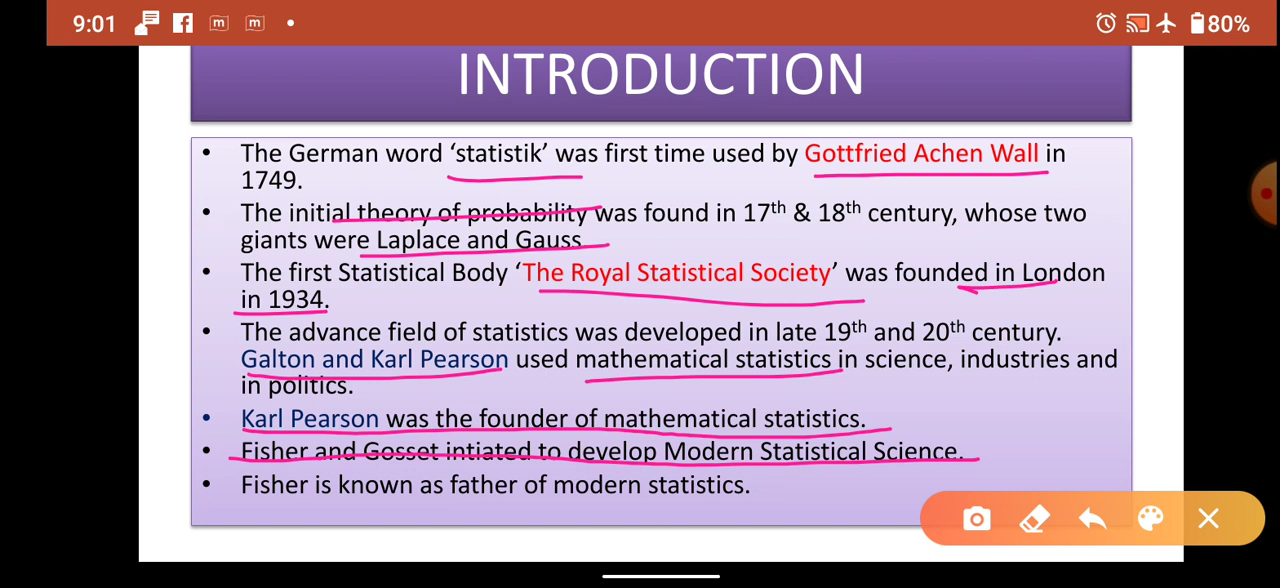 9:01
80%
INTRODUCTION
• The German word ‘statistik’ was first time used by Gottfried Achen Wall in
1749.
• The initial theory of probability was found in 17th & 18th century, whose two
giants were Laplace and Gauss
• The first Statistical Body ‘The Royal Statistical Society’ was founded in London
in 1934.
• The advance field of statistics was developed in late 19th and 20th century.
Galton and Karl Pearson used mathematical statistics in science, industries and
in politics.
• Karl Pearson was the founder of mathematical statistics.
• Fisher and Gosset intiated to develop Modern Statistical Science.
• Fisher is known as father of modern statistics.